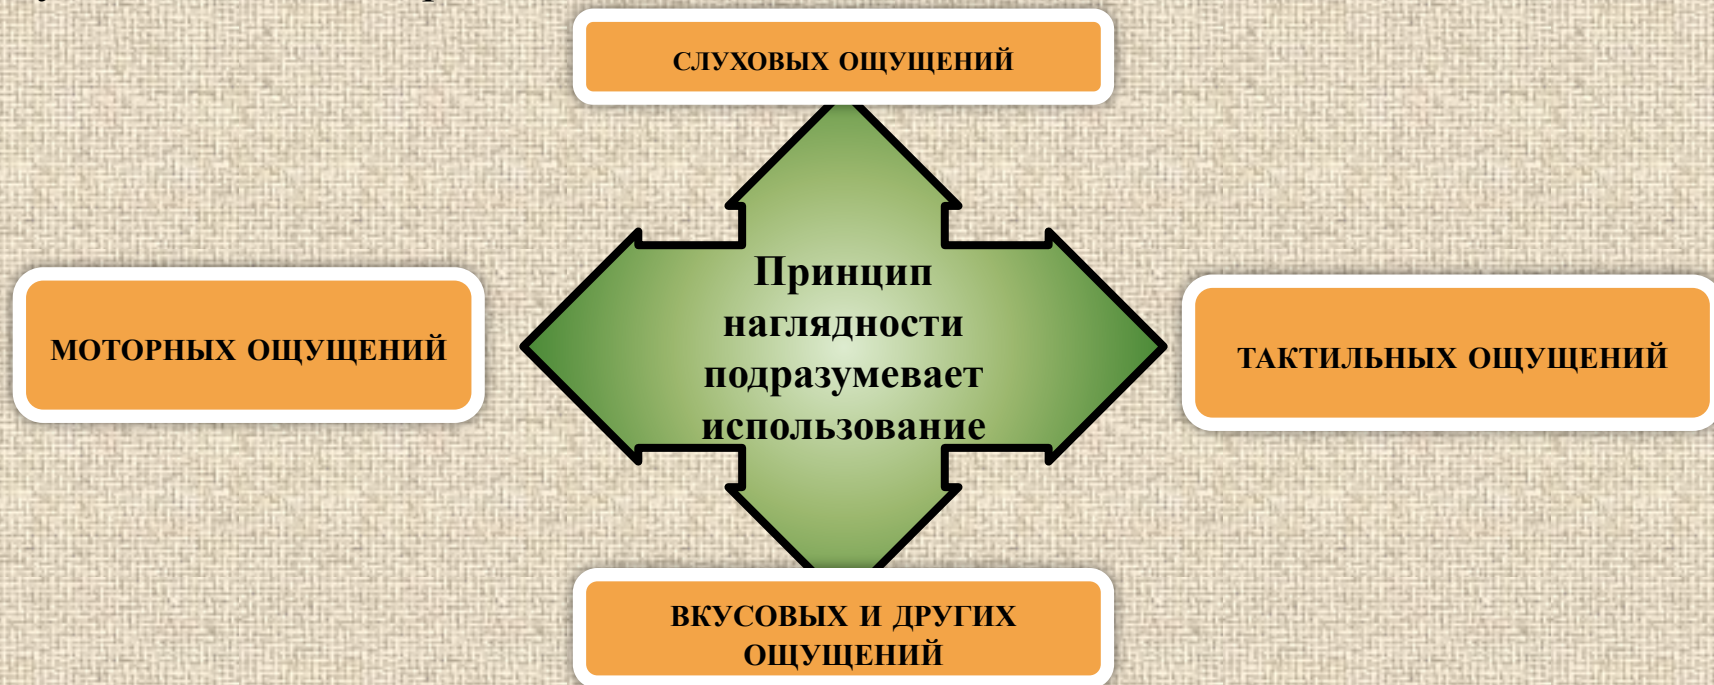 СЛУХОВЫХ ОЩУЩЕНИЙ
Принцип
наглядности
подразумевает
использование
МОТОРНЫХ ОЩУЩЕНИЙ
ТАКТИЛЬНЫХ ОЩУЩЕНИЙ
ВКУСОВЫХ И ДРУГИХ
ОЩУЩЕНИЙ